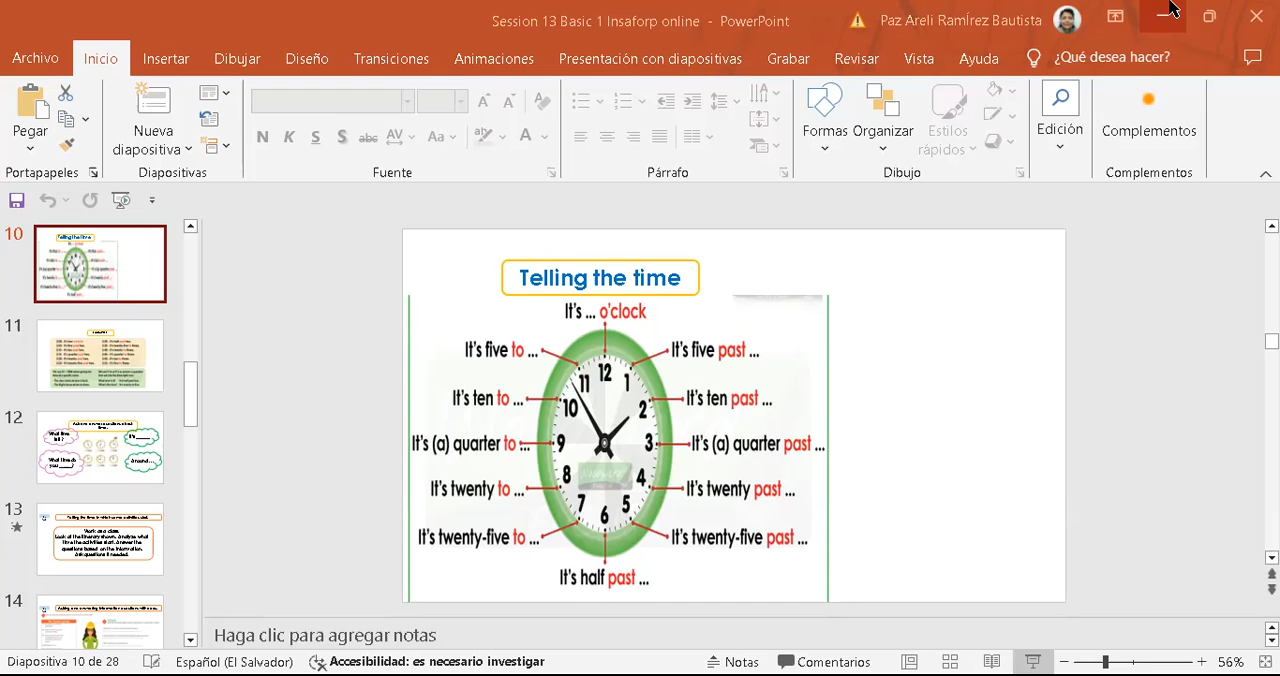 Session 13 Basic 1 Insaforp online - PowerPoint
Paz Areli RamÍrez Bautista
Archivo Inicio Insertar Dibujar Diseño Transiciones Animaciones Presentación con diapositivas Grabar Revisar Vista Ayuda ¿Qué desea hacer?
Pegar
Portapapeles
Nueva
diapositiva
Diapositivas
N K S S abc AV Aa A
Fuente
Párrafo
Formas Organizar Estilos
rápidos
Dibujo
Edición
Complementos
Complementos
10
11
12
13
14
Telling the time
It's ... o'clock
It's five to ...
It's five past ...
It's ten to ...
It's ten past ...
It's (a) quarter to ...
It's (a) quarter past ...
It's twenty to ...
It's twenty past ...
It's twenty-five to ...
It's twenty-five past ...
It's half past ...
12
1
2
3
4
5
6
7
8
9
10
11
Haga clic para agregar notas
Diapositiva 10 de 28 Español (El Salvador) Accesibilidad: es necesario investigar Notas Comentarios 56%